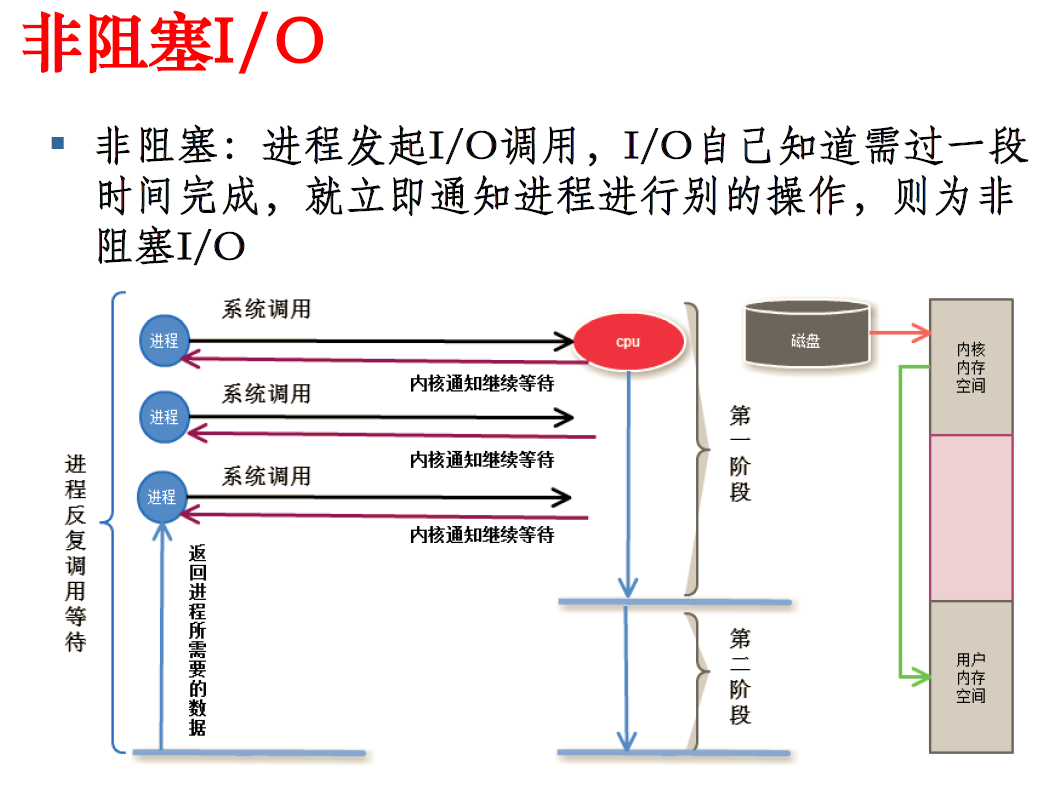 非阻塞I/O
非阻塞：进程发起I/O调用，I/O自己知道需过一段
时间完成，就立即通知进程进行别的操作，则为非
阻塞I/O
系统调用
进程
cpu
内核通知继续等待
系统调用
进程
内核通知继续等待
系统调用
进程
内核通知继续等待
进程反复调用等待
返回进程所需要的数据
第一阶段
第二阶段
磁盘
内核
内存
空间
用户
内存
空间